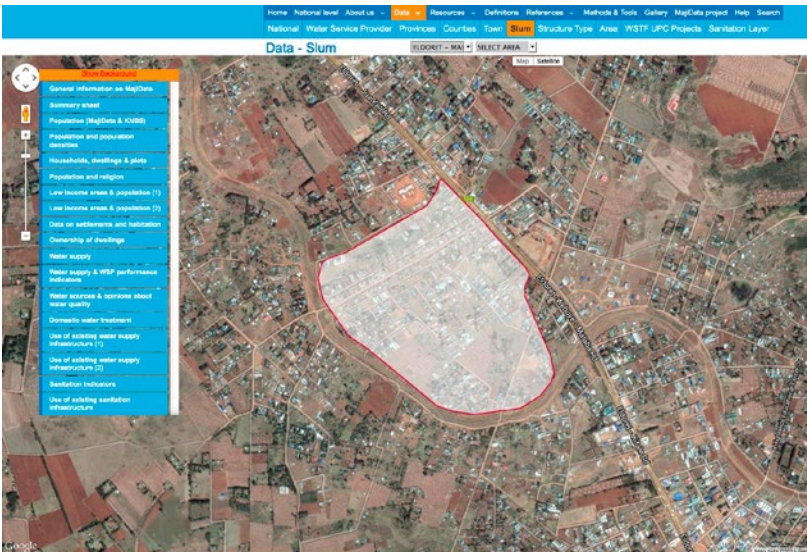 Home National level About us Data Resources Definitions References Methods & Tools Gallery MajiData project Help Search
National Water Service Provider Provinces Counties Town Slum Structure Type Area WSTF UPC Projects Sanitation Layer
Data - Slum
SELECT AREA
Map Satellite
Slum Background
General information on MajiData
Summary sheet
Population (MajiData & KNBS)
Population and population
densities
Households, dwellings & plots
Population and religion
Low income areas & population (1)
Low income areas & population (2)
Data on settlements and habitation
Ownership of dwellings
Water supply
Water supply & WSP performance
indicators
Water sources & opinions about
water quality
Domestic water treatment
Use of existing water supply
infrastructure (1)
Use of existing water supply
infrastructure (2)
Sanitation indicators
Use of existing sanitation
infrastructure
Google